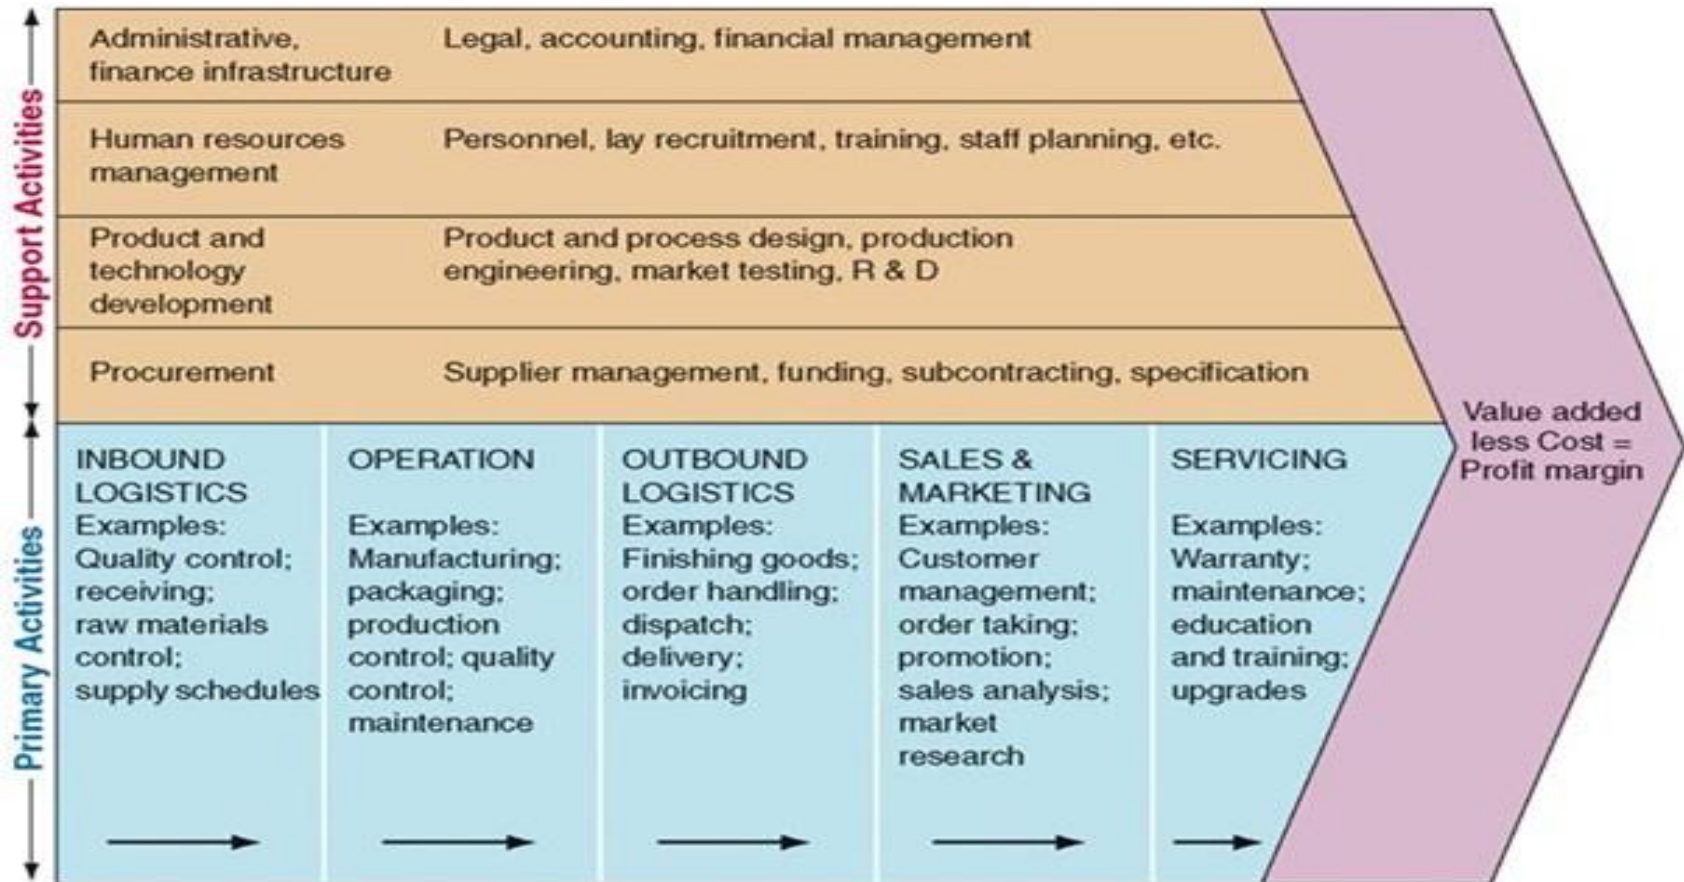 Support Activities
Administrative,
finance infrastructure
Legal, accounting, financial management
Human resources
management
Personnel, lay recruitment, training, staff planning, etc.
Product and
technology
development
Product and process design, production
engineering, market testing, R & D
Procurement
Supplier management, funding, subcontracting, specification
Primary Activities
INBOUND
LOGISTICS
Examples:
Quality control;
receiving;
raw materials
control;
supply schedules
OPERATION
Examples:
Manufacturing;
packaging;
production
control; quality
control;
maintenance
OUTBOUND
LOGISTICS
Examples:
Finishing goods;
order handling;
dispatch;
delivery;
invoicing
SALES &
MARKETING
Examples:
Customer
management;
order taking;
promotion;
sales analysis;
market
research
SERVICING
Examples:
Warranty;
maintenance;
education
and training;
upgrades
Value added
less Cost =
Profit margin